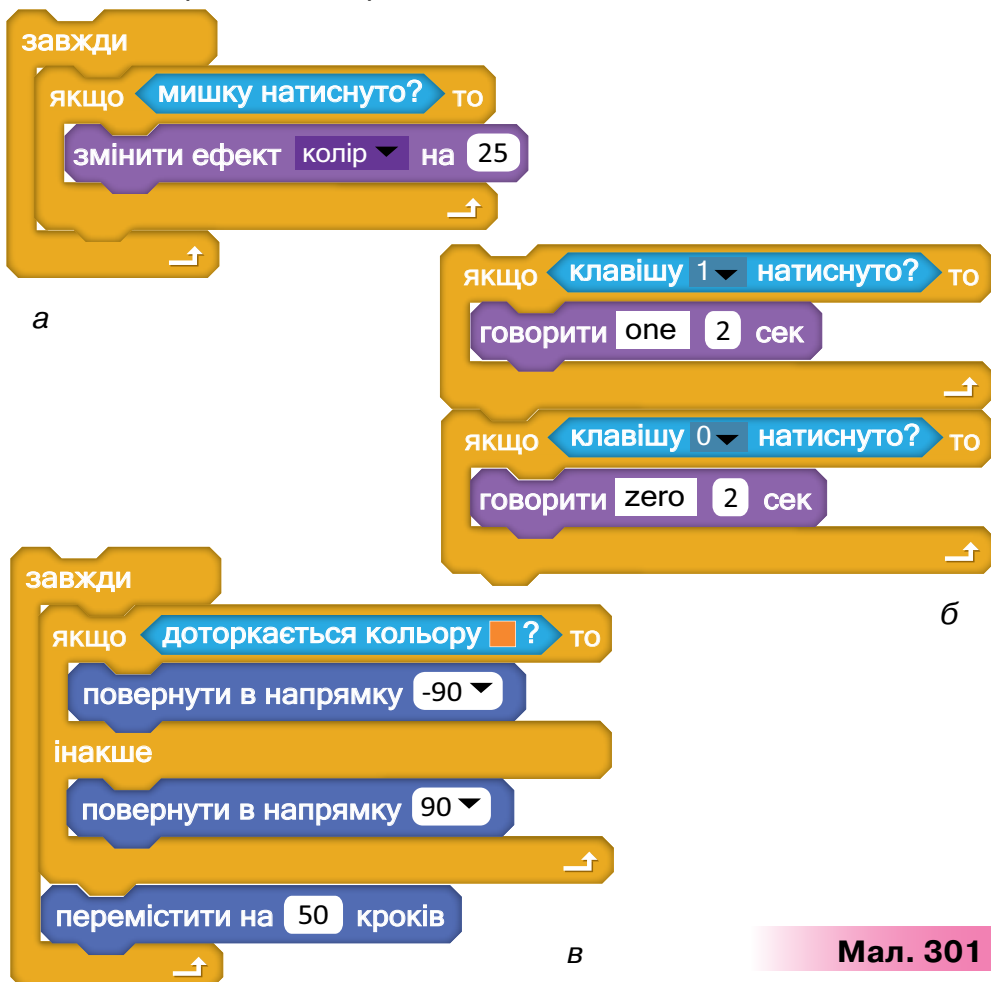 завжди
якщо мишку натиснуто? то
змінити ефект колір на 25
а
якщо клавішу 1 натиснуто? то
говорити one 2 сек
якщо клавішу 0 натиснуто? то
говорити zero 2 сек
б
завжди
якщо доторкається кольору ? то
повернути в напрямку -90
інакше
повернути в напрямку 90
перемістити на 50 кроків
в
Мал. 301